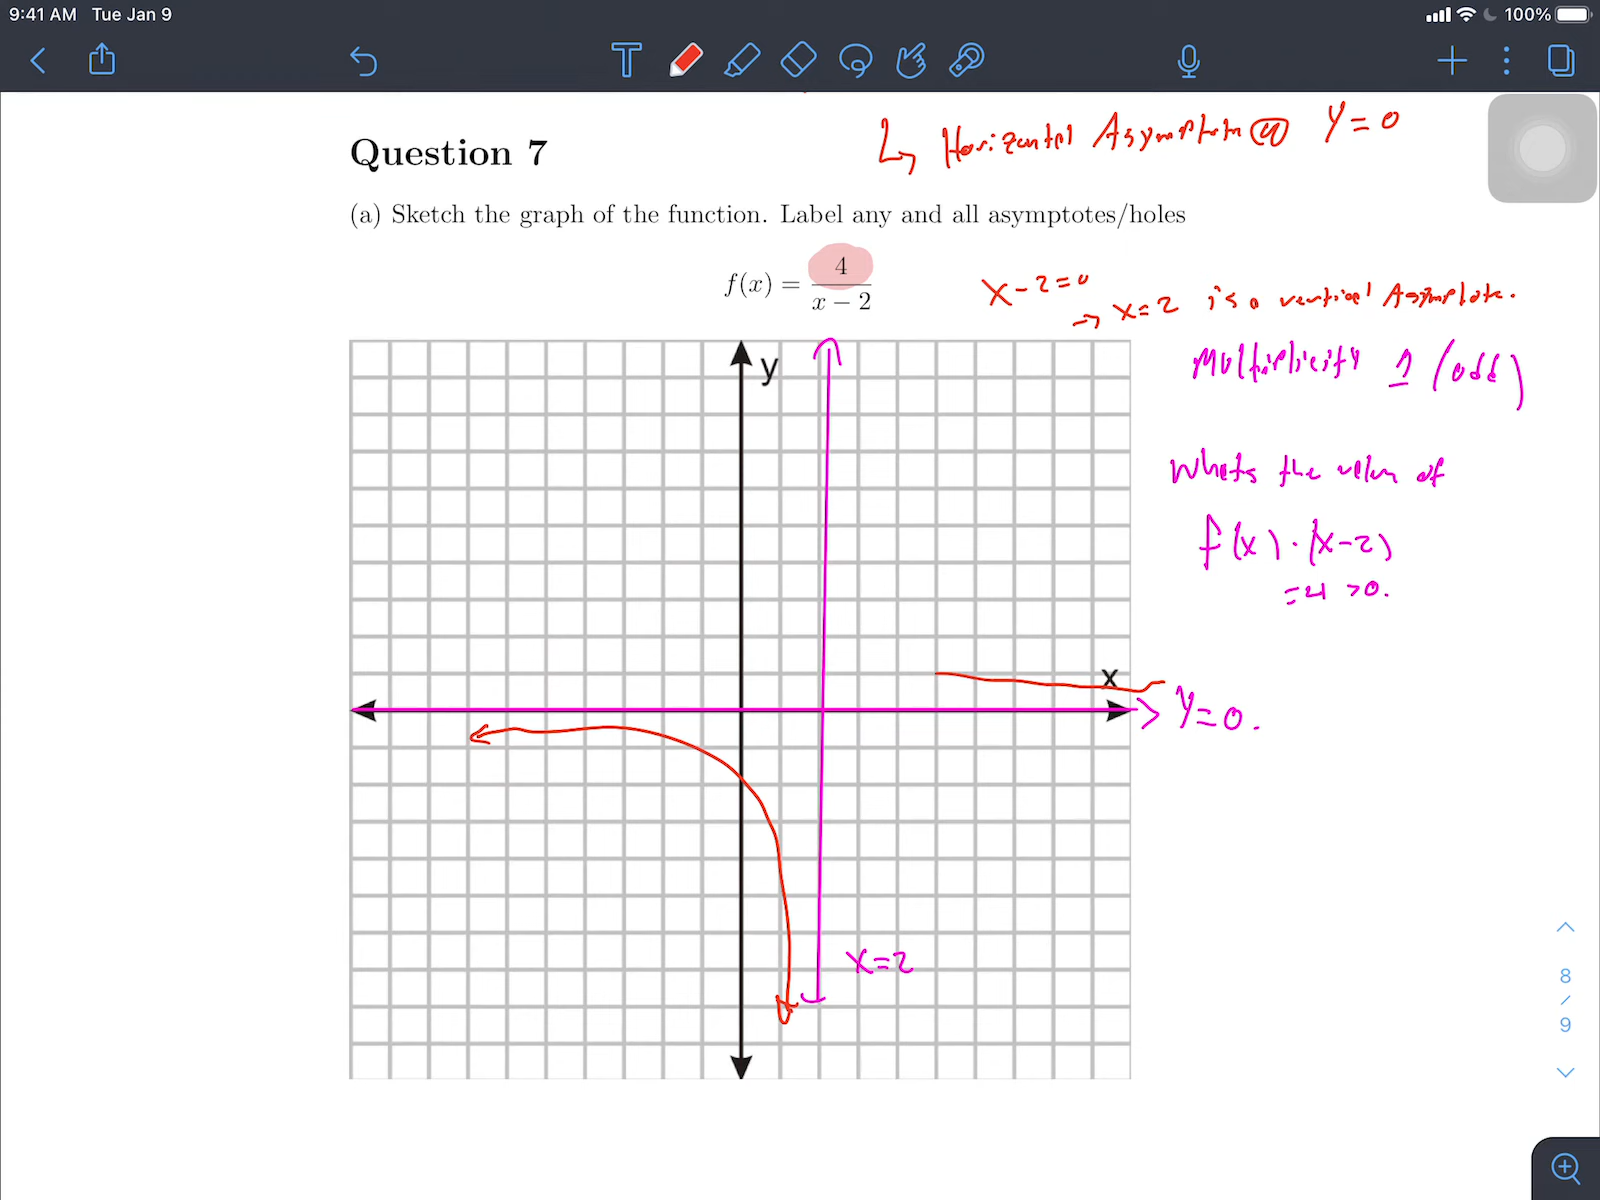 9:41 AM Tue Jan 9
100%
↳ Horizontal Asymptote @ y=0
Question 7
(a) Sketch the graph of the function. Label any and all asymptotes/holes
f(x) = 4 / (x − 2)
x-2=0
→ x=2 is a vertical Asymptote.
Multiplicity 1 (odd)
y
Whats the value of
f(x)·(x-2)
=4 >0.
x
y=0.
x=2
8
/
9